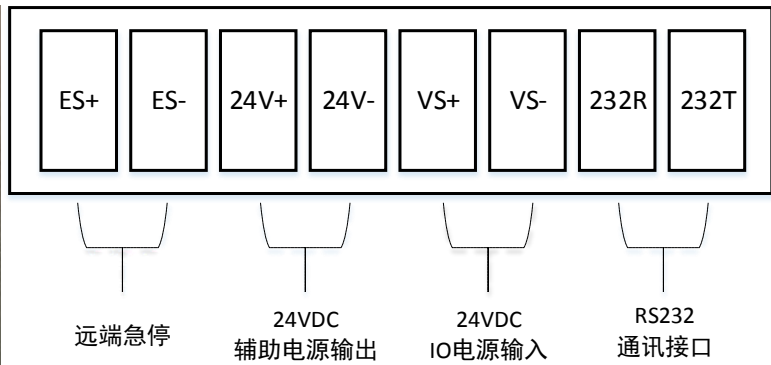 ES+ ES- 24V+ 24V- VS+ VS- 232R 232T
远端急停
24VDC
辅助电源输出
24VDC
IO电源输入
RS232
通讯接口